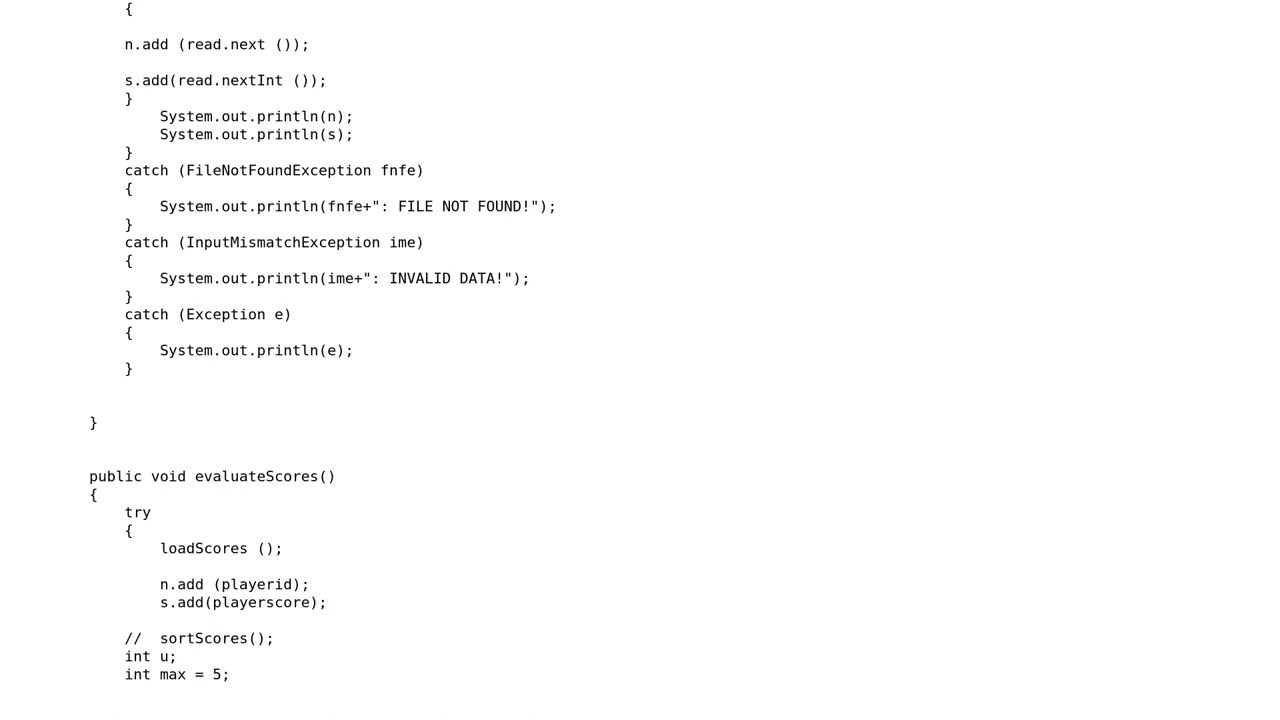 {
n.add (read.next ());
s.add(read.nextInt ());
}
System.out.println(n);
System.out.println(s);
}
catch (FileNotFoundException fnfe)
{
System.out.println(fnfe+": FILE NOT FOUND!");
}
catch (InputMismatchException ime)
{
System.out.println(ime+": INVALID DATA!");
}
catch (Exception e)
{
System.out.println(e);
}
}
public void evaluateScores()
{
try
{
loadScores ();
n.add (playerid);
s.add(playerscore);
//  sortScores();
int u;
int max = 5;